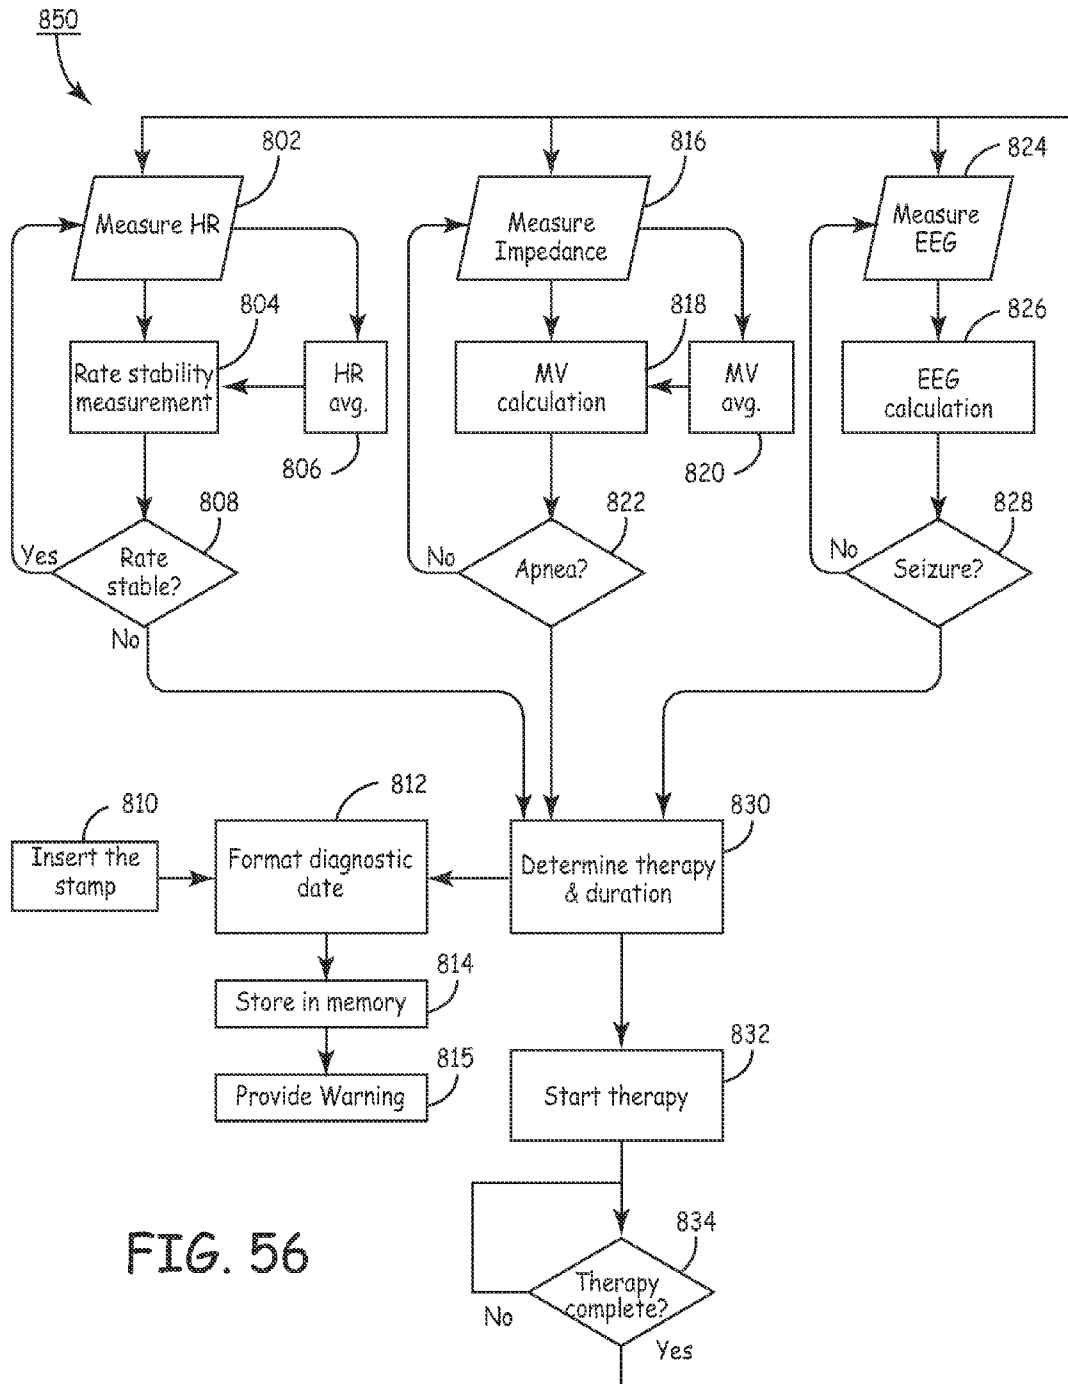 850
802
Measure HR
816
Measure
Impedance
824
Measure
EEG
804
Rate stability
measurement
HR
avg.
806
818
MV
calculation
MV
avg.
820
826
EEG
calculation
808
Rate
stable?
Yes
No
822
Apnea?
No
828
Seizure?
No
810
Insert the
stamp
812
Format diagnostic
date
830
Determine therapy
& duration
814
Store in memory
815
Provide Warning
832
Start therapy
834
Therapy
complete?
No
Yes
FIG. 56